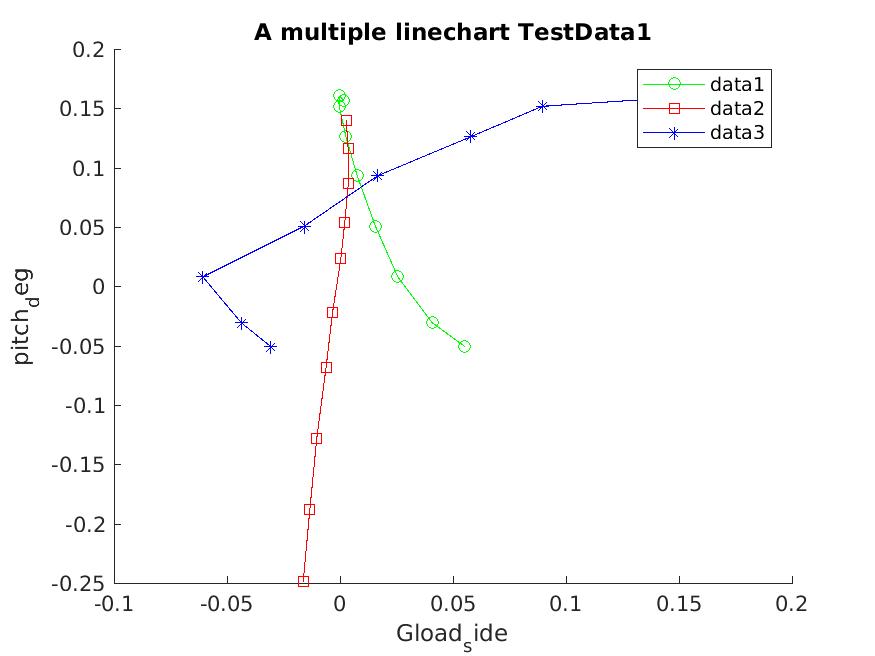 A multiple linechart TestData1
0.2
0.15
0.1
0.05
0
-0.05
-0.1
-0.15
-0.2
-0.25
pitch_deg
data1
data2
data3
-0.1 -0.05 0 0.05 0.1 0.15 0.2
Gload_side